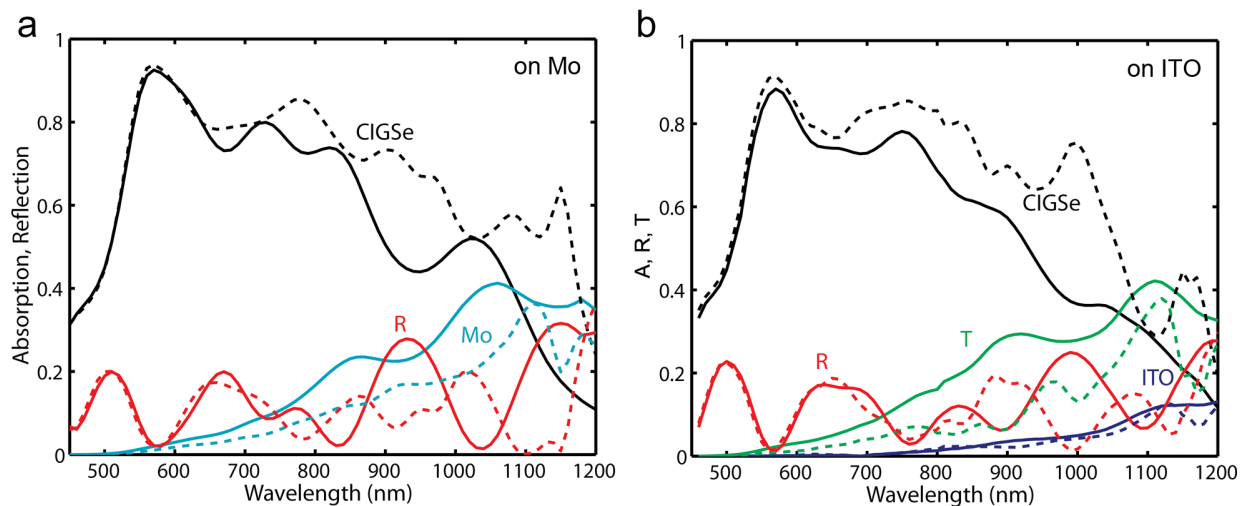 a
on Mo
CIGSe
R
Mo
Absorption, Reflection
1
0.8
0.6
0.4
0.2
0
500 600 700 800 900 1000 1100 1200
Wavelength (nm)
b
on ITO
CIGSe
T
R
ITO
A, R, T
1
0.8
0.6
0.4
0.2
0
500 600 700 800 900 1000 1100 1200
Wavelength (nm)